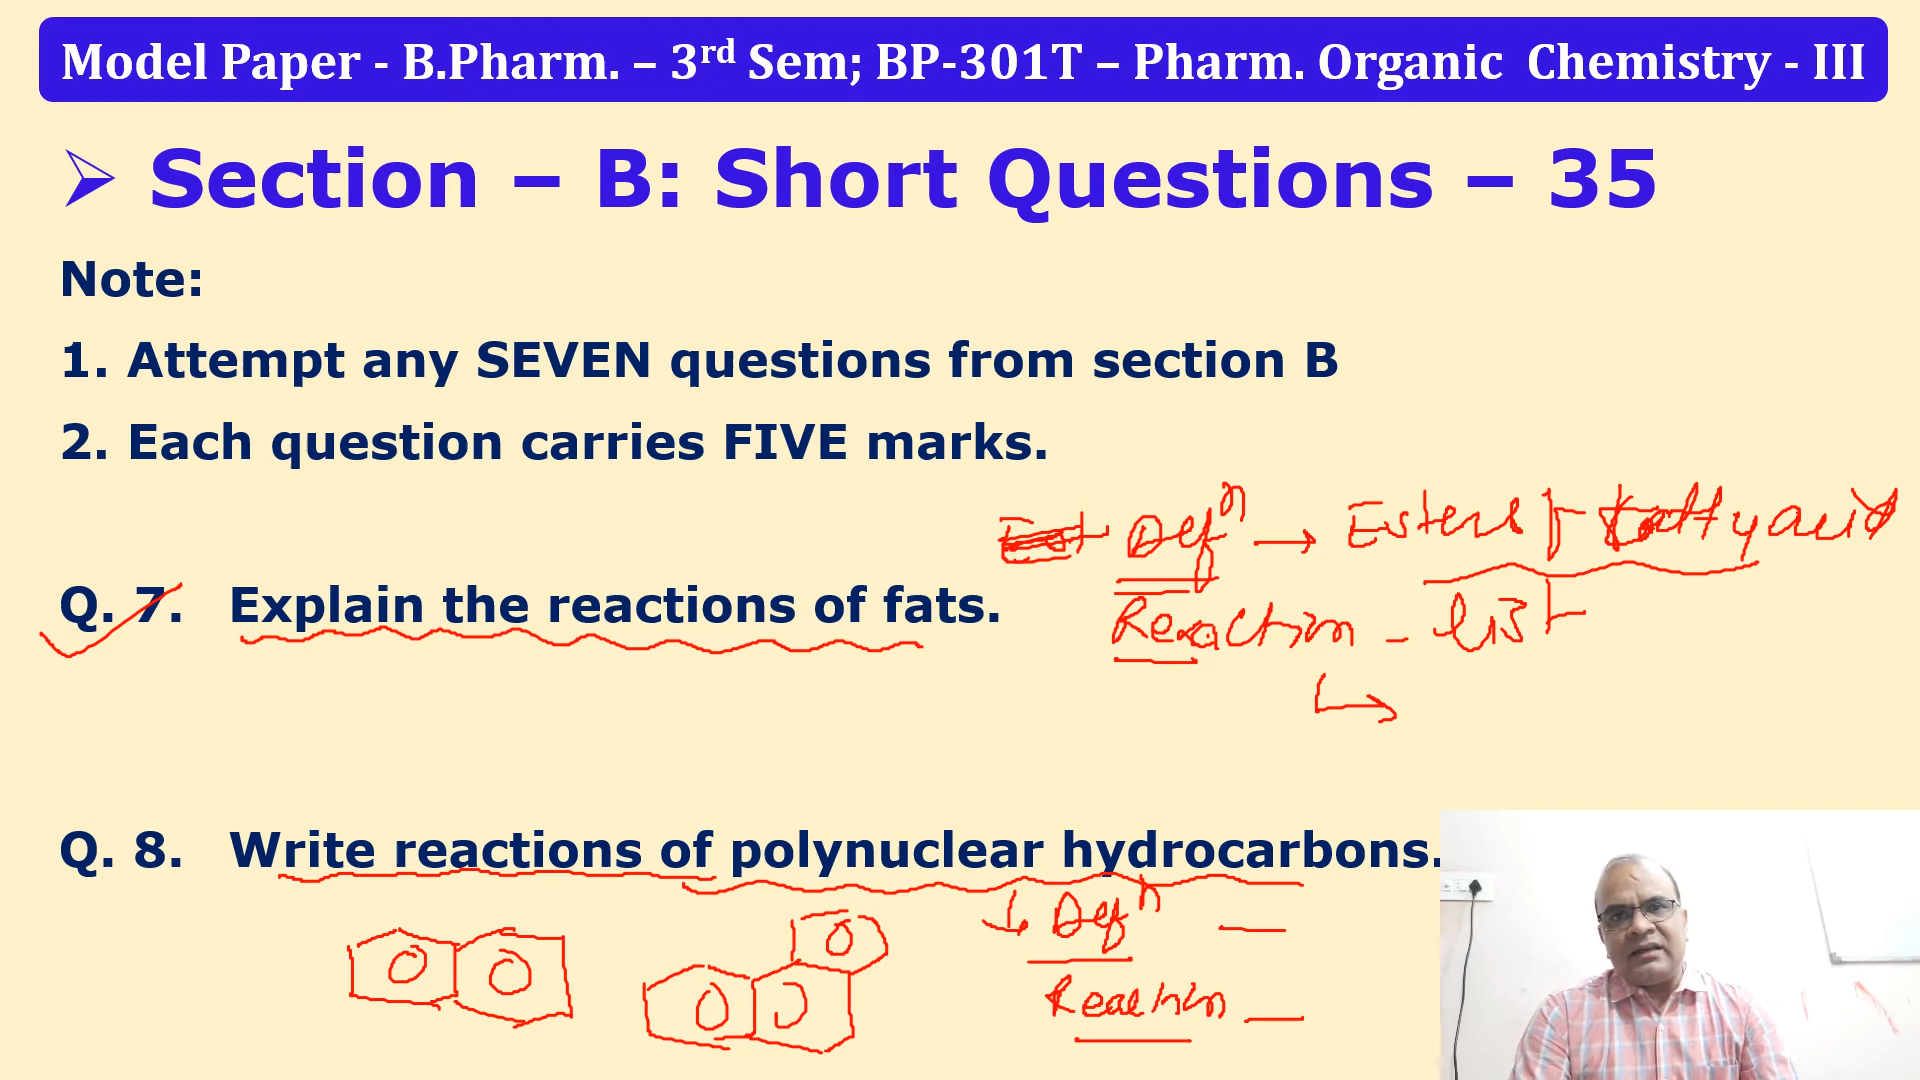 Model Paper - B.Pharm. – 3rd Sem; BP-301T – Pharm. Organic Chemistry - III
➢ Section – B: Short Questions – 35
Note:
1. Attempt any SEVEN questions from section B
2. Each question carries FIVE marks.
Defn → Esters of fatty acid
Q. 7. Explain the reactions of fats.
Reaction - list
Q. 8. Write reactions of polynuclear hydrocarbons.
Defn
Reaction